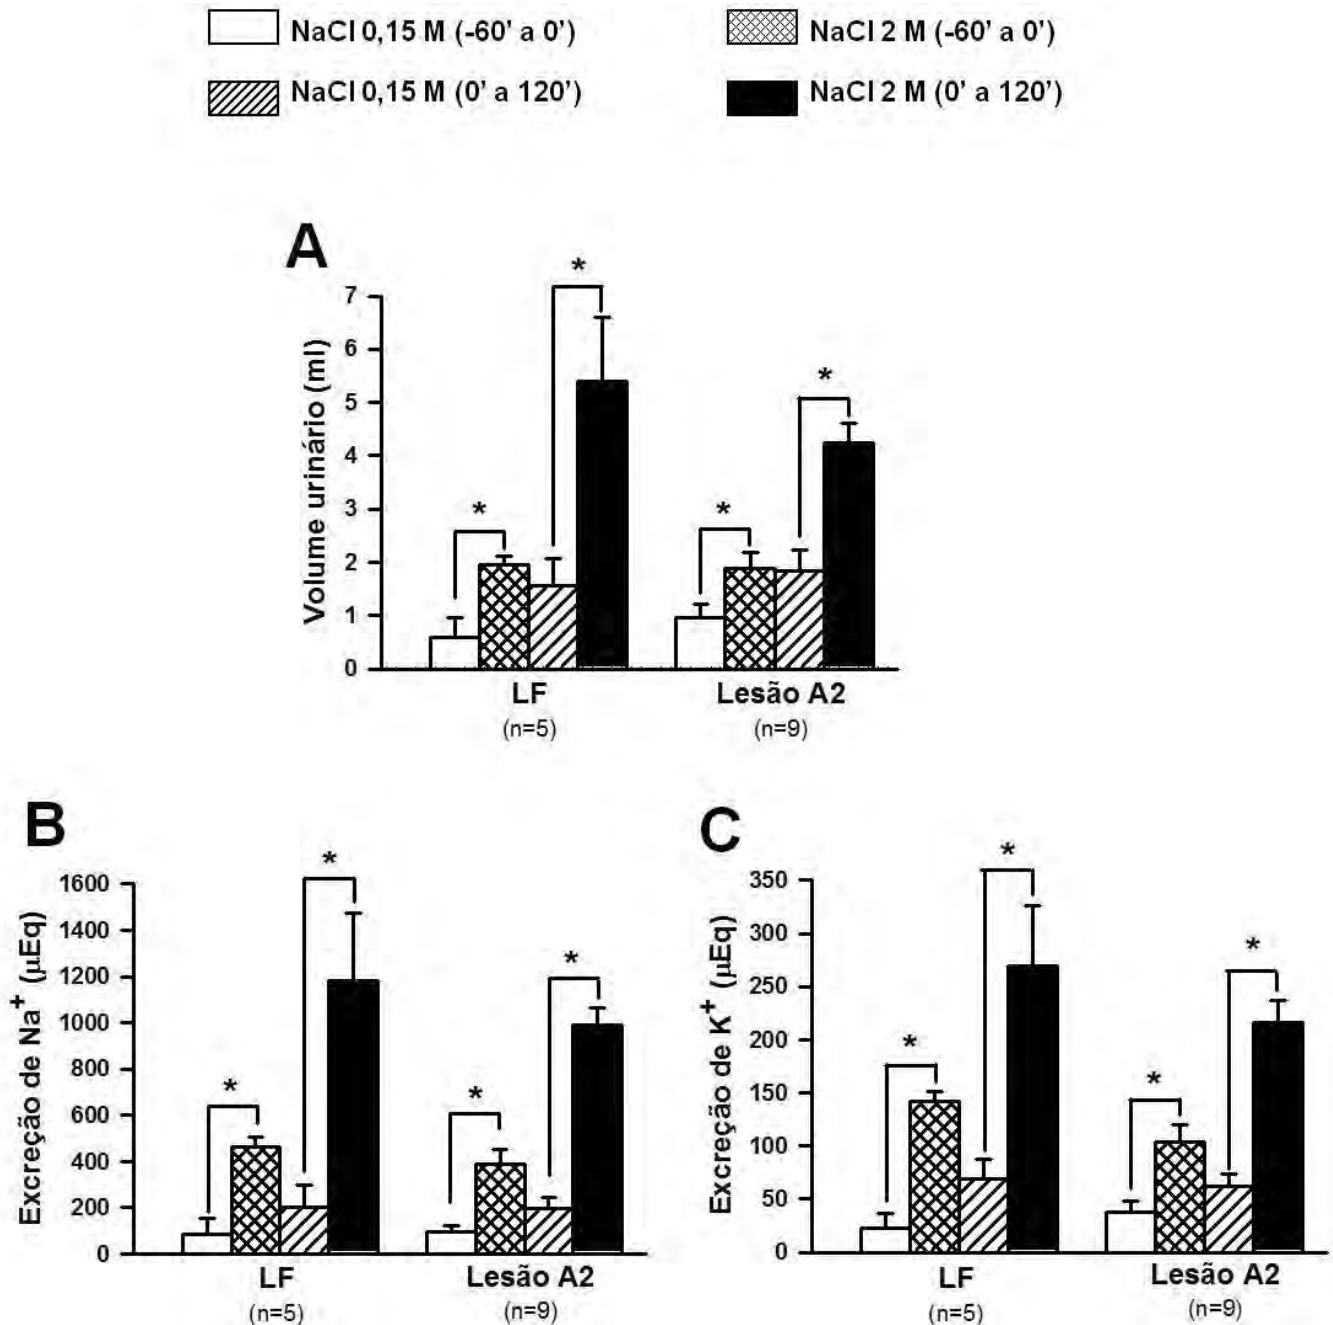 NaCl 0,15 M (-60' a 0')
NaCl 2 M (-60' a 0')
NaCl 0,15 M (0' a 120')
NaCl 2 M (0' a 120')
A
Volume urinário (ml)
7
6
5
4
3
2
1
0
*
*
*
*
LF
(n=5)
Lesão A2
(n=9)
B
Excreção de Na+ (µEq)
1600
1400
1200
1000
800
600
400
200
0
*
*
*
*
LF
(n=5)
Lesão A2
(n=9)
C
Excreção de K+ (µEq)
350
300
250
200
150
100
50
0
*
*
*
*
LF
(n=5)
Lesão A2
(n=9)